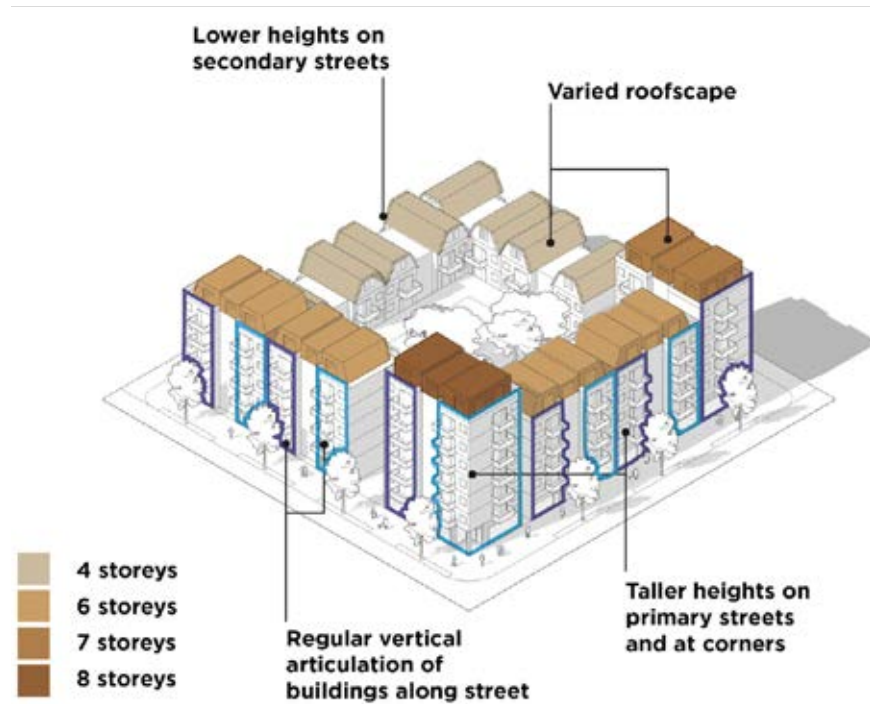 Lower heights on
secondary streets
Varied roofscape
4 storeys
6 storeys
7 storeys
8 storeys
Regular vertical
articulation of
buildings along street
Taller heights on
primary streets
and at corners